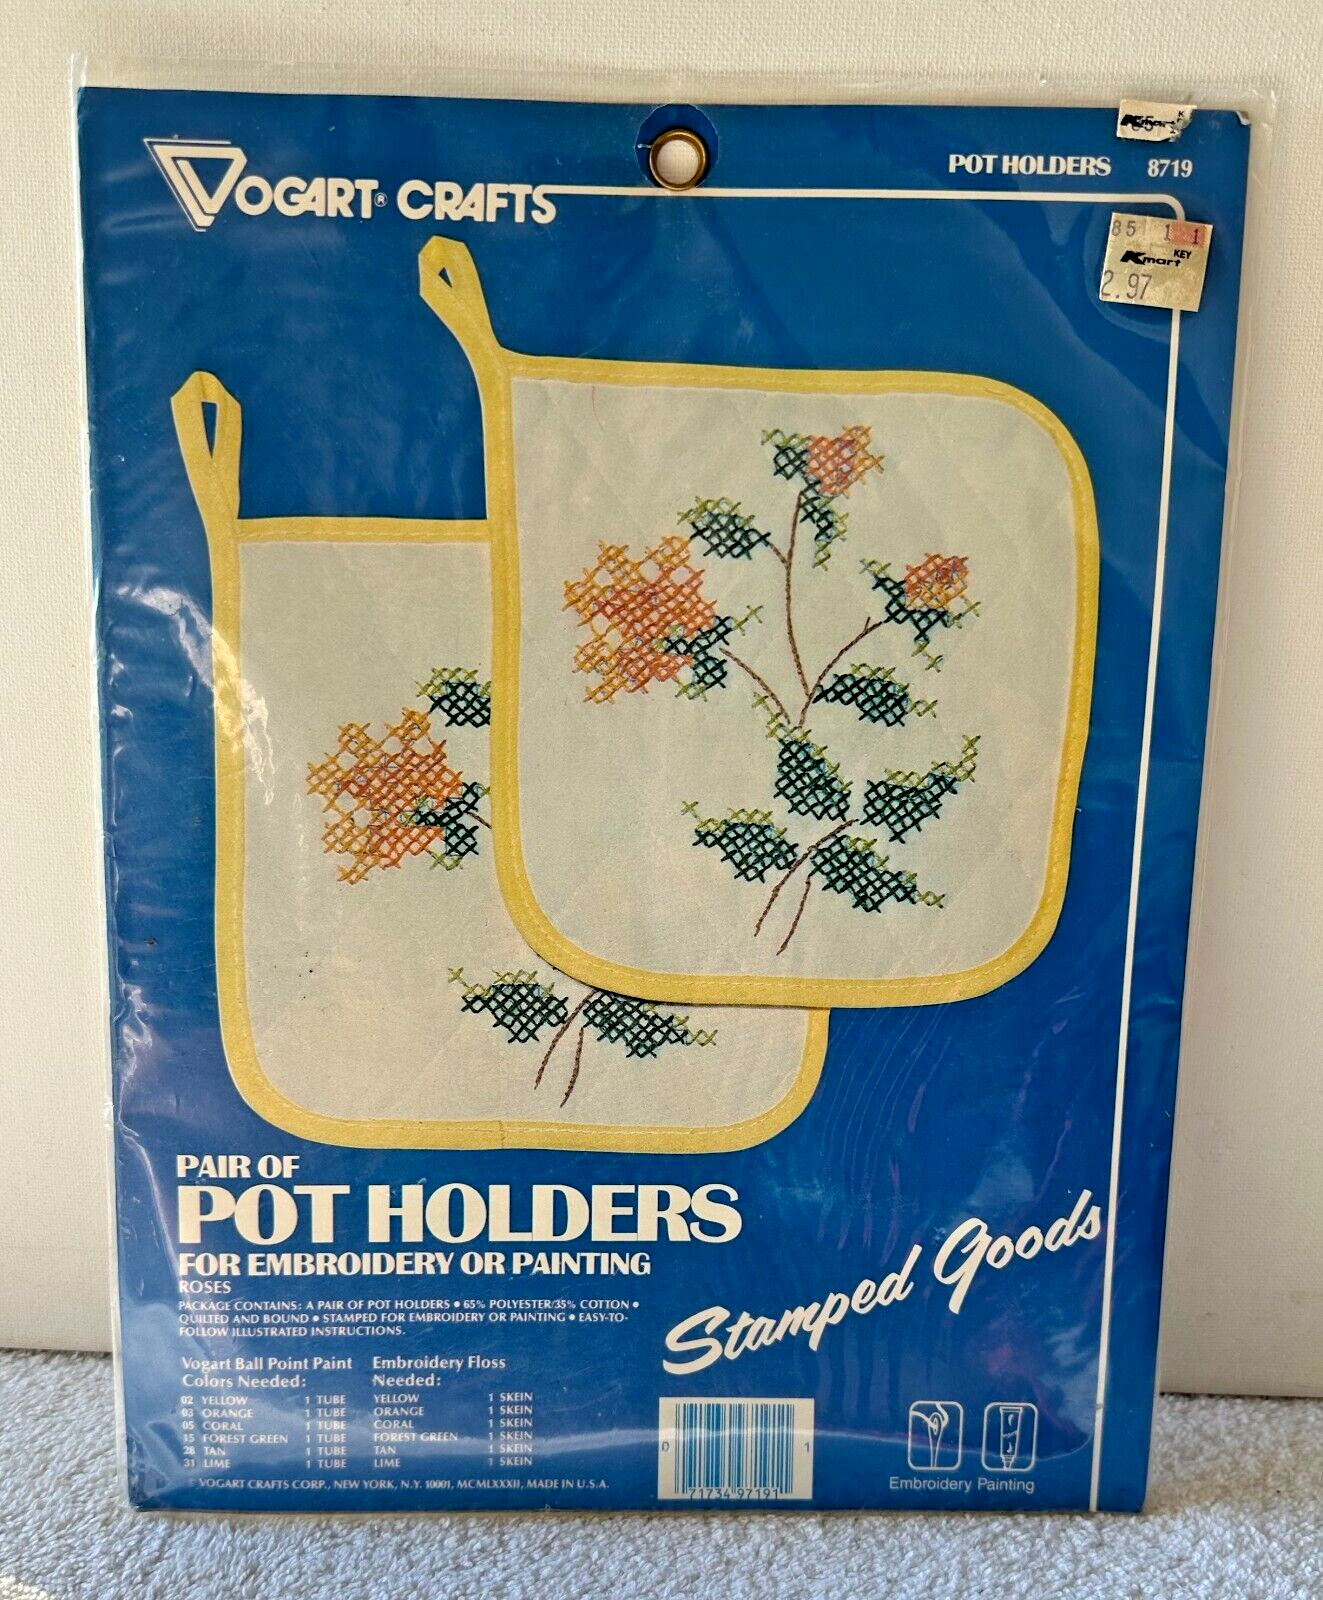 VOGART® CRAFTS
Kmart
POT HOLDERS 8719
85 1 1
KEY
Kmart
2.97
PAIR OF
POT HOLDERS
FOR EMBROIDERY OR PAINTING
ROSES
PACKAGE CONTAINS: A PAIR OF POT HOLDERS • 65% POLYESTER/35% COTTON •
QUILTED AND BOUND • STAMPED FOR EMBROIDERY OR PAINTING • EASY-TO-
FOLLOW ILLUSTRATED INSTRUCTIONS.
Stamped Goods
Vogart Ball Point Paint Embroidery Floss
Colors Needed: Needed:
02 YELLOW 1 TUBE YELLOW 1 SKEIN
03 ORANGE 1 TUBE ORANGE 1 SKEIN
05 CORAL 1 TUBE CORAL 1 SKEIN
15 FOREST GREEN 1 TUBE FOREST GREEN 1 SKEIN
28 TAN 1 TUBE TAN 1 SKEIN
31 LIME 1 TUBE LIME 1 SKEIN
© VOGART CRAFTS CORP., NEW YORK, N.Y. 10001, MCMLXXXII, MADE IN U.S.A.
0 1
71734 97191
Embroidery Painting